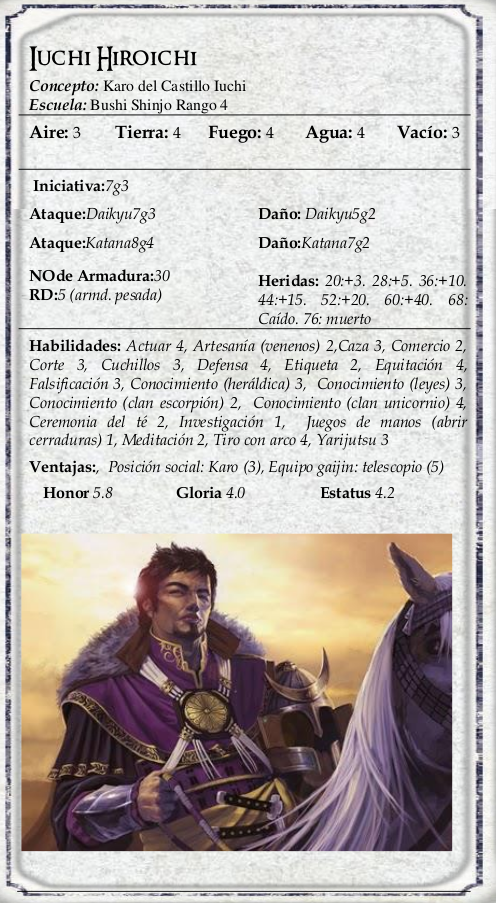 Iuchi Hiroichi
Concepto: Karo del Castillo Iuchi
Escuela: Bushi Shinjo Rango 4
Aire: 3 Tierra: 4 Fuego: 4 Agua: 4 Vacío: 3
Iniciativa:7g3
Ataque:Daikyu7g3 Daño: Daikyu5g2
Ataque:Katana8g4 Daño:Katana7g2
NOde Armadura:30
RD:5 (armd. pesada)
Heridas: 20:+3. 28:+5. 36:+10.
44:+15. 52:+20. 60:+40. 68:
Caído. 76: muerto
Habilidades: Actuar 4, Artesanía (venenos) 2,Caza 3, Comercio 2,
Corte 3, Cuchillos 3, Defensa 4, Etiqueta 2, Equitación 4,
Falsificación 3, Conocimiento (heráldica) 3, Conocimiento (leyes) 3,
Conocimiento (clan escorpión) 2, Conocimiento (clan unicornio) 4,
Ceremonia del té 2, Investigación 1, Juegos de manos (abrir
cerraduras) 1, Meditación 2, Tiro con arco 4, Yarijutsu 3
Ventajas:, Posición social: Karo (3), Equipo gaijin: telescopio (5)
Honor 5.8 Gloria 4.0 Estatus 4.2